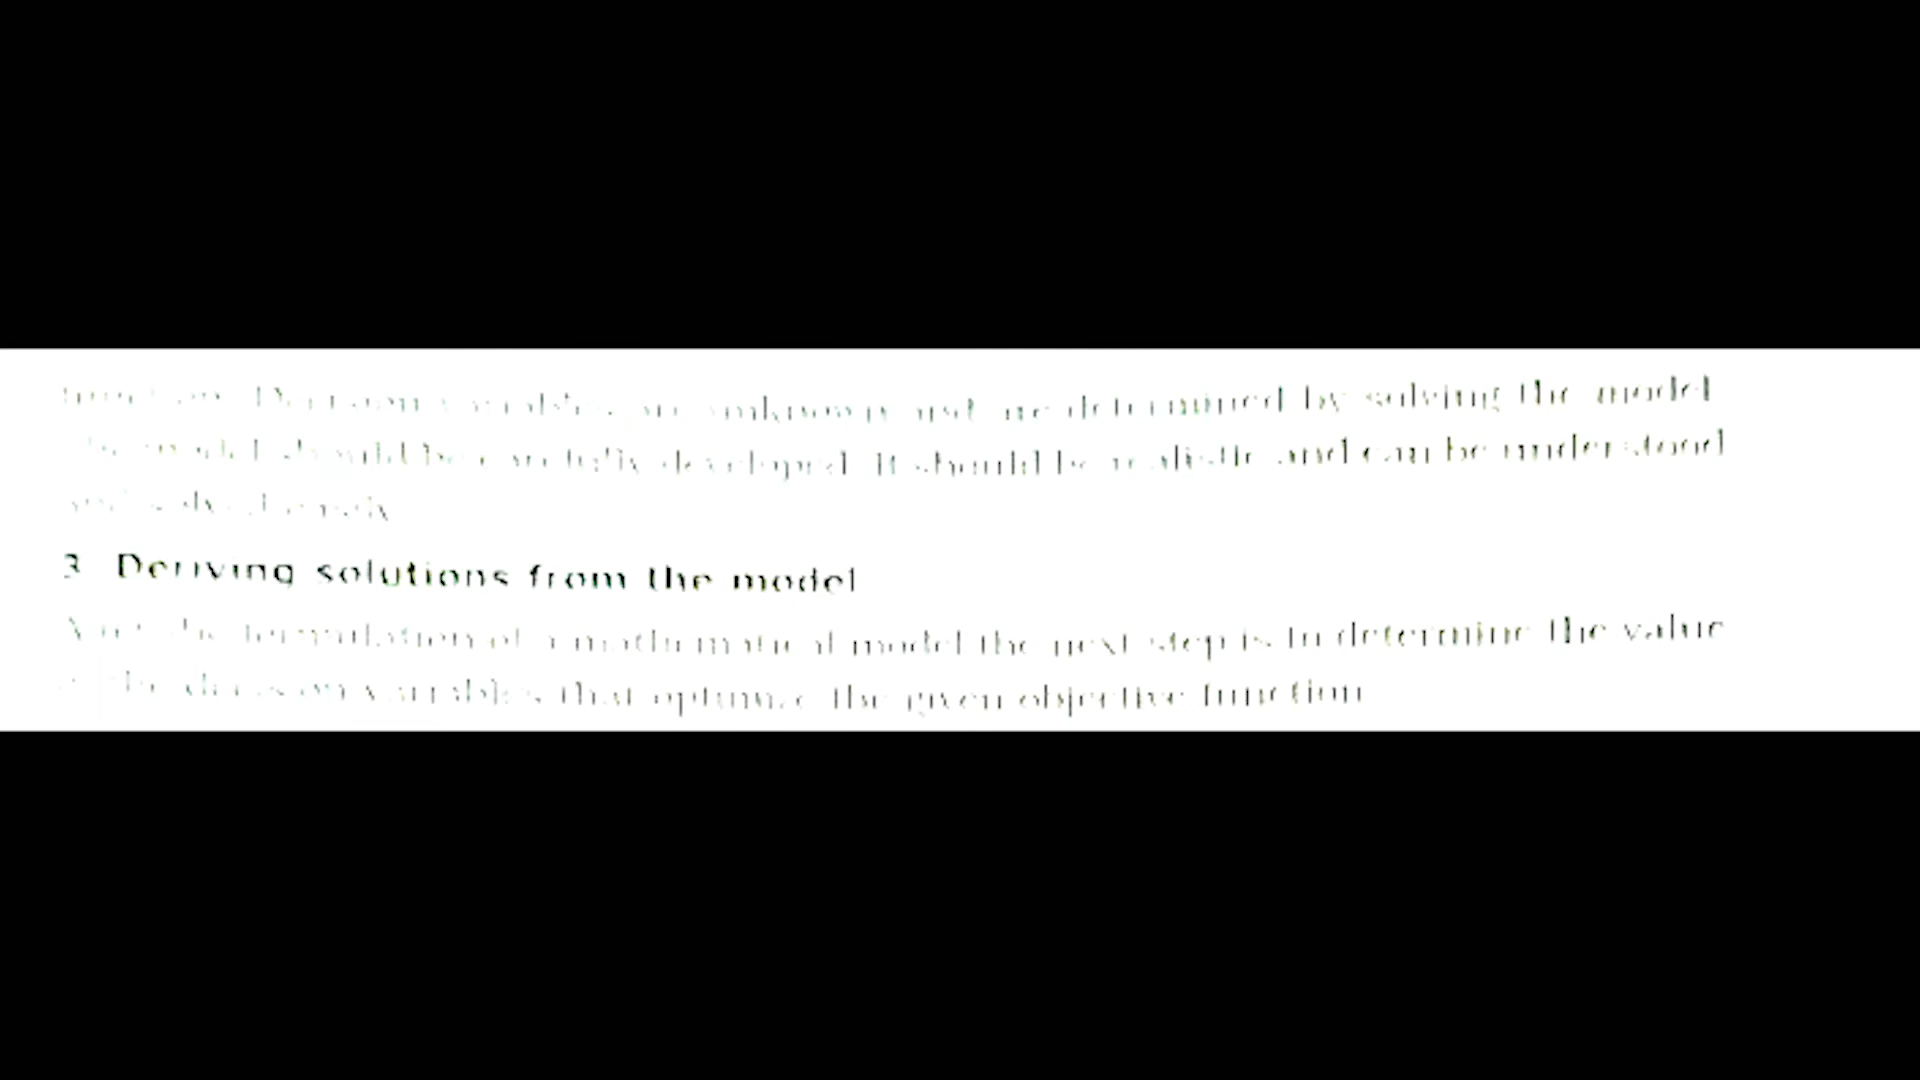 function. Decision variables are unknown and are determined by solving the model
The model should be carefully developed. It should be realistic and can be understood
and solved easily
3 Deriving solutions from the model
After the formulation of a mathematical model the next step is to determine the value
of the decision variables that optimize the given objective function